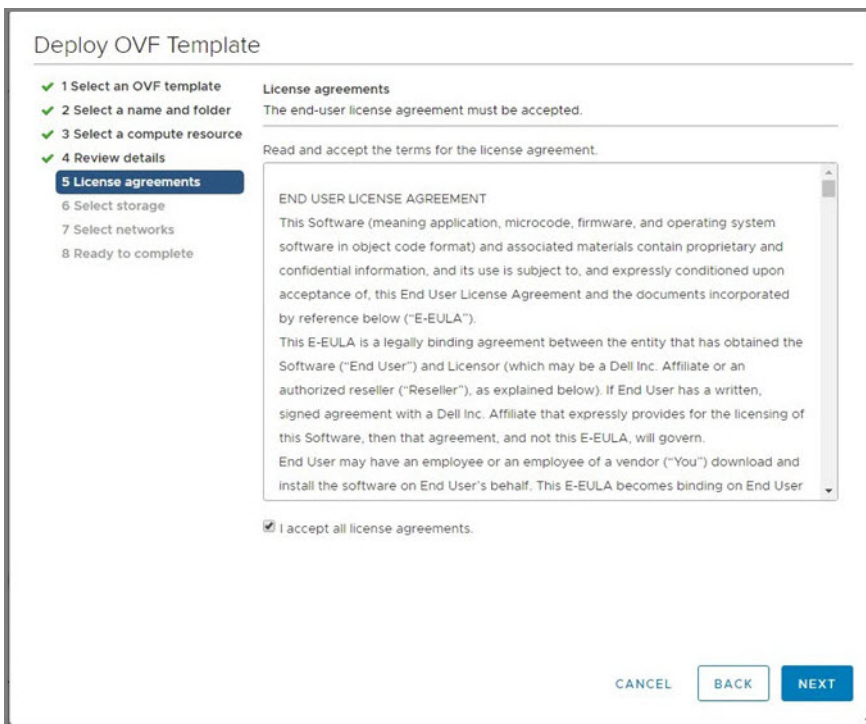 Deploy OVF Template
1 Select an OVF template
2 Select a name and folder
3 Select a compute resource
4 Review details
5 License agreements
6 Select storage
7 Select networks
8 Ready to complete
License agreements
The end-user license agreement must be accepted.
Read and accept the terms for the license agreement.
END USER LICENSE AGREEMENT
This Software (meaning application, microcode, firmware, and operating system
software in object code format) and associated materials contain proprietary and
confidential information, and its use is subject to, and expressly conditioned upon
acceptance of, this End User License Agreement and the documents incorporated
by reference below (“E-EULA”).
This E-EULA is a legally binding agreement between the entity that has obtained the
Software (“End User”) and Licensor (which may be a Dell Inc. Affiliate or an
authorized reseller (“Reseller”), as explained below). If End User has a written,
signed agreement with a Dell Inc. Affiliate that expressly provides for the licensing of
this Software, then that agreement, and not this E-EULA, will govern.
End User may have an employee or an employee of a vendor (“You”) download and
install the software on End User’s behalf. This E-EULA becomes binding on End User
I accept all license agreements.
CANCEL
BACK
NEXT